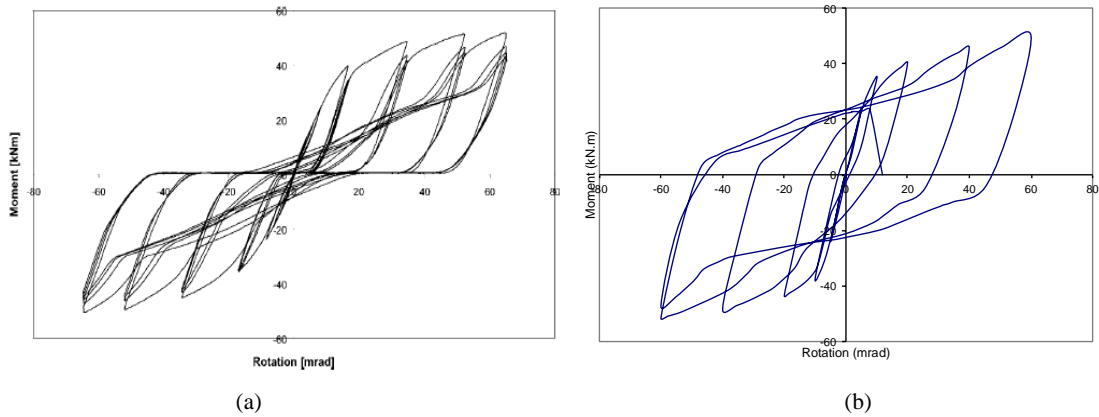 60
40
20
-80 -60 -40 -20 20 40 60 80
-20
-40
-60
Moment [kNm]
Rotation [mrad]
(a)
60
40
20
0
-80 -60 -40 -20 0 20 40 60 80
-20
-40
-60
Moment (kN.m)
Rotation (mrad)
(b)